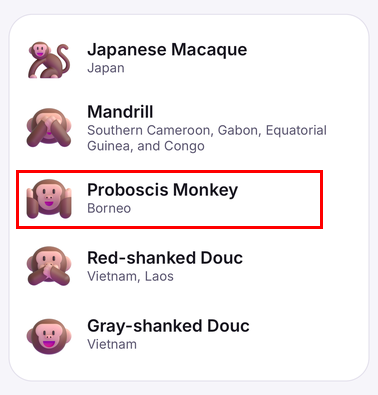 Japanese Macaque
Japan
Mandrill
Southern Cameroon, Gabon, Equatorial
Guinea, and Congo
Proboscis Monkey
Borneo
Red-shanked Douc
Vietnam, Laos
Gray-shanked Douc
Vietnam